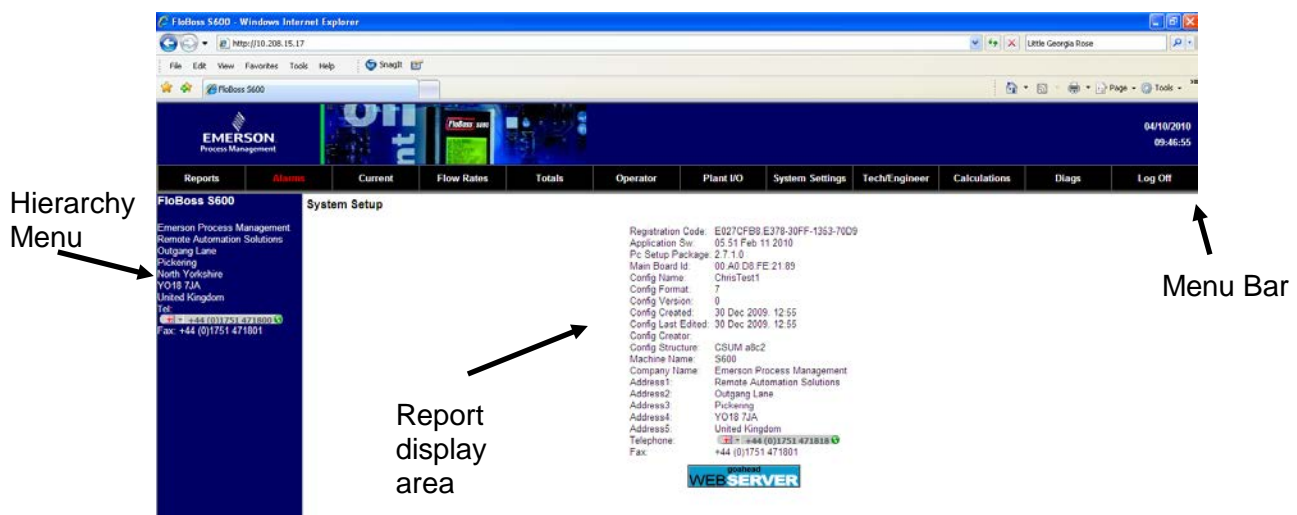 FloBoss S600 - Windows Internet Explorer
http://10.208.15.17
Little Georgia Rose
File Edit View Favorites Tools Help
SnagIt
FloBoss S600
Page
Tools
EMERSON
Process Management
FloBoss S600
04/10/2010
09:46:55
Reports Alarms Current Flow Rates Totals Operator Plant I/O System Settings Tech/Engineer Calculations Diags Log Off
Hierarchy
Menu
FloBoss S600
Emerson Process Management
Remote Automation Solutions
Outgang Lane
Pickering
North Yorkshire
YO18 7JA
United Kingdom
Tel:
+44 (0)1751 471800
Fax: +44 (0)1751 471801
System Setup
Registration Code: E027CFB8.E378-30FF-1353-70D9
Application Sw: 05.51 Feb 11 2010
Pc Setup Package: 2.7.1.0
Main Board Id: 00.A0.D8.FE.21.89
Config Name: ChrisTest1
Config Format: 7
Config Version: 0
Config Created: 30 Dec 2009. 12:55
Config Last Edited: 30 Dec 2009. 12:55
Config Creator:
Config Structure: CSUM a8c2
Machine Name: S600
Company Name Emerson Process Management
Address1: Remote Automation Solutions
Address2: Outgang Lane
Address3: Pickering
Address4: YO18 7JA
Address5: United Kingdom
Telephone: +44 (0)1751 471818
Fax: +44 (0)1751 471801
goahead
WEBSERVER
Report
display
area
Menu Bar